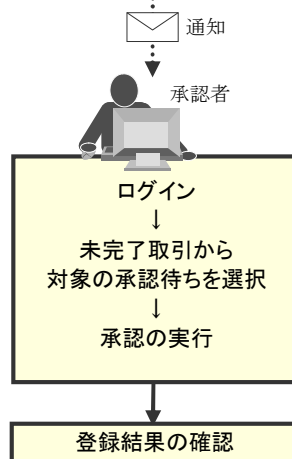 通知
承認者
ログイン
↓
未完了取引から
対象の承認待ちを選択
↓
承認の実行
登録結果の確認